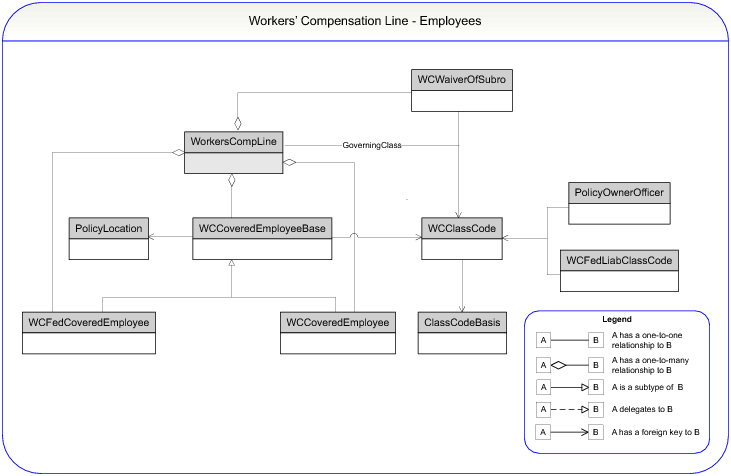 Workers' Compensation Line - Employees
WCWaiverOfSubro
WorkersCompLine
GoverningClass
PolicyOwnerOfficer
PolicyLocation
WCCoveredEmployeeBase
WCClassCode
WCFedLiabClassCode
WCFedCoveredEmployee
WCCoveredEmployee
ClassCodeBasis
Legend
A B A has a one-to-one
relationship to B
A B A has a one-to-many
relationship to B
A B A is a subtype of B
A B A delegates to B
A B A has a foreign key to B